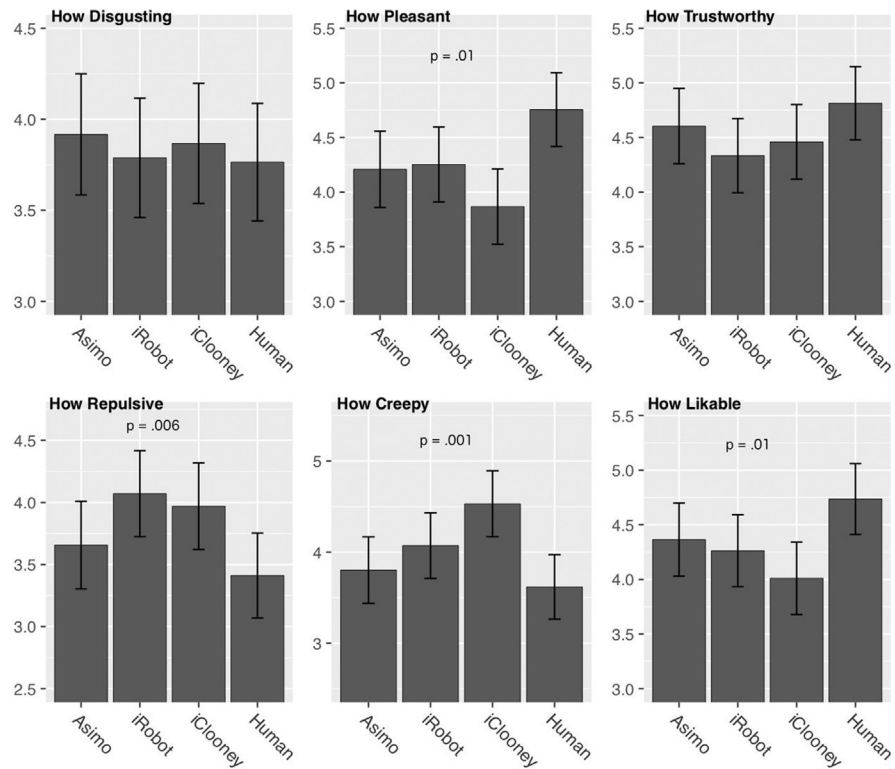 How Disgusting
4.5
4.0
3.5
3.0
Asimo
iRobot
iClooney
Human
How Pleasant
p = .01
5.5
5.0
4.5
4.0
3.5
3.0
Asimo
iRobot
iClooney
Human
How Trustworthy
5.5
5.0
4.5
4.0
3.5
3.0
Asimo
iRobot
iClooney
Human
How Repulsive
p = .006
4.5
4.0
3.5
3.0
2.5
Asimo
iRobot
iClooney
Human
How Creepy
p = .001
5
4
3
Asimo
iRobot
iClooney
Human
How Likable
p = .01
5.5
5.0
4.5
4.0
3.5
3.0
Asimo
iRobot
iClooney
Human